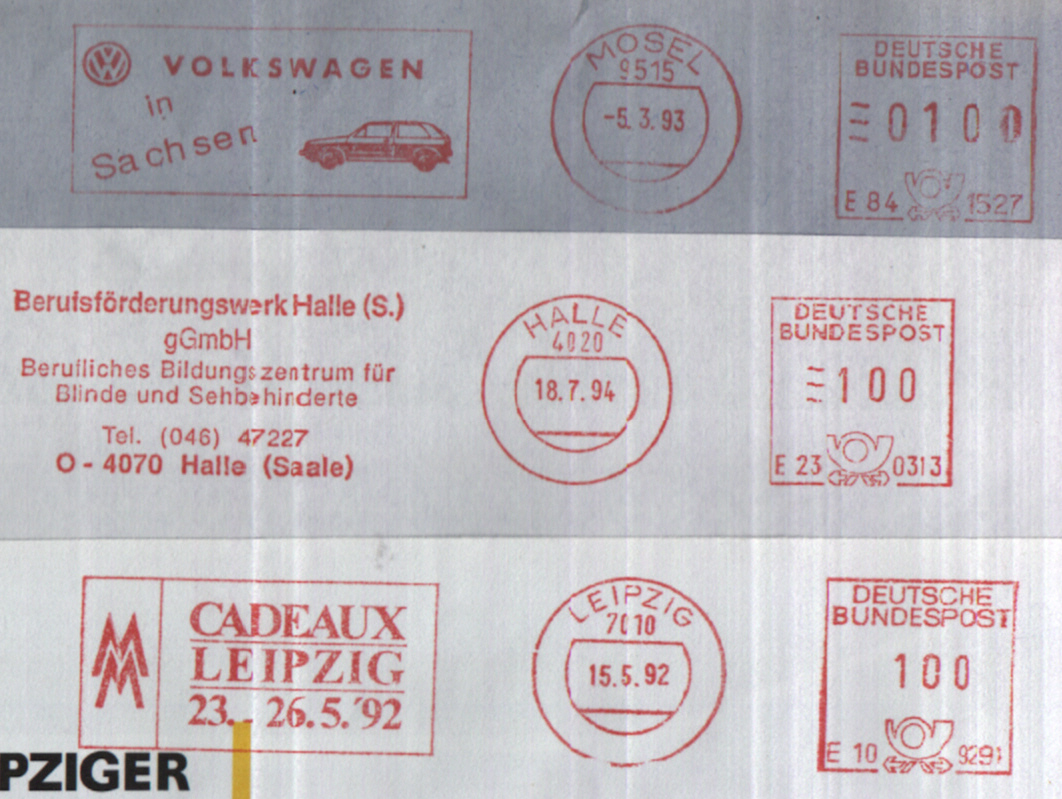 VOLKSWAGEN
in
Sachsen
MOSEL
9515
-5.3.93
DEUTSCHE
BUNDESPOST
0100
E 84 1527
Berufsförderungswerk Halle (S.)
gGmbH
Berufliches Bildungszentrum für
Blinde und Sehbehinderte
Tel. (046) 47227
O - 4070 Halle (Saale)
HALLE
4020
18.7.94
DEUTSCHE
BUNDESPOST
100
E 23 0313
MM
CADEAUX
LEIPZIG
23. - 26.5.'92
LEIPZIG
7010
15.5.92
DEUTSCHE
BUNDESPOST
100
E 10 9291
PZIGER